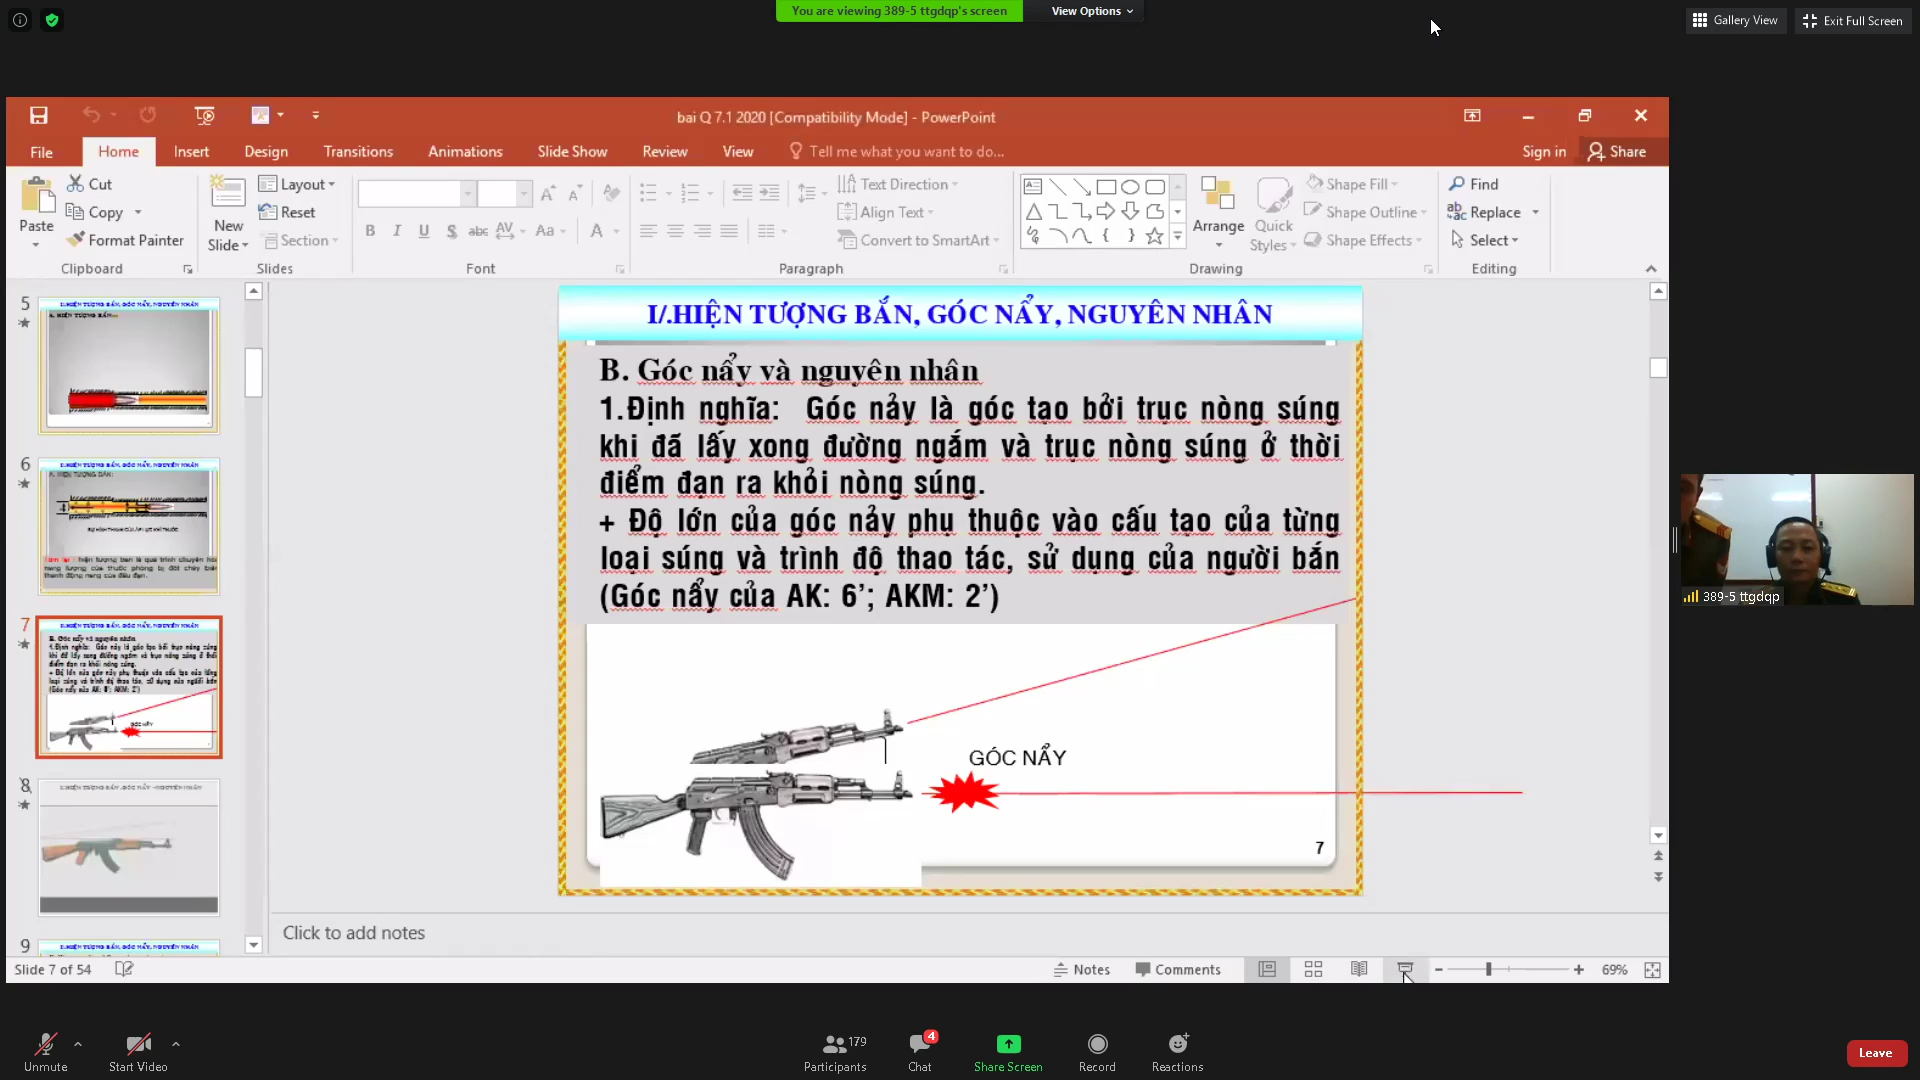 You are viewing 389-5 ttgdqp's screen
View Options
Gallery View
Exit Full Screen
bai Q 7.1 2020 [Compatibility Mode] - PowerPoint
File
Home
Insert
Design
Transitions
Animations
Slide Show
Review
View
Tell me what you want to do...
Sign in
Share
Paste
Cut
Copy
Format Painter
Clipboard
New Slide
Layout
Reset
Section
Slides
Font
Text Direction
Align Text
Convert to SmartArt
Paragraph
Arrange
Quick Styles
Shape Fill
Shape Outline
Shape Effects
Drawing
Find
Replace
Select
Editing
5
6
7
8
9
I/.HIỆN TƯỢNG BẮN, GÓC NẨY, NGUYÊN NHÂN
B. Góc nẩy và nguyên nhân
1.Định nghĩa: Góc nảy là góc tạo bởi trục nòng súng
khi đã lấy xong đường ngắm và trục nòng súng ở thời
điểm đạn ra khỏi nòng súng.
+ Độ lớn của góc nảy phụ thuộc vào cấu tạo của từng
loại súng và trình độ thao tác, sử dụng của người bắn
(Góc nẩy của AK: 6’; AKM: 2’)
GÓC NẨY
7
389-5 ttgdqp
Click to add notes
Slide 7 of 54
Notes
Comments
69%
Unmute
Start Video
179
Participants
4
Chat
Share Screen
Record
Reactions
Leave